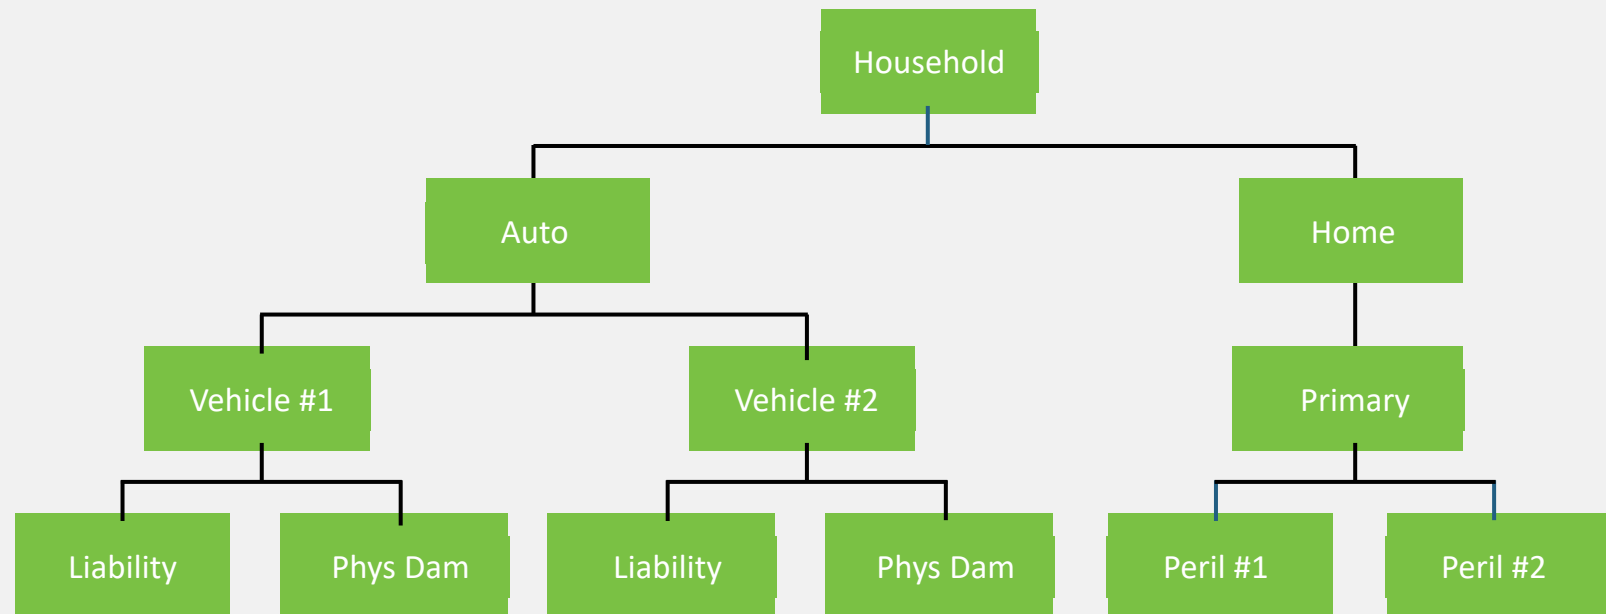 Household
Auto
Home
Vehicle #1
Vehicle #2
Primary
Liability
Phys Dam
Liability
Phys Dam
Peril #1
Peril #2